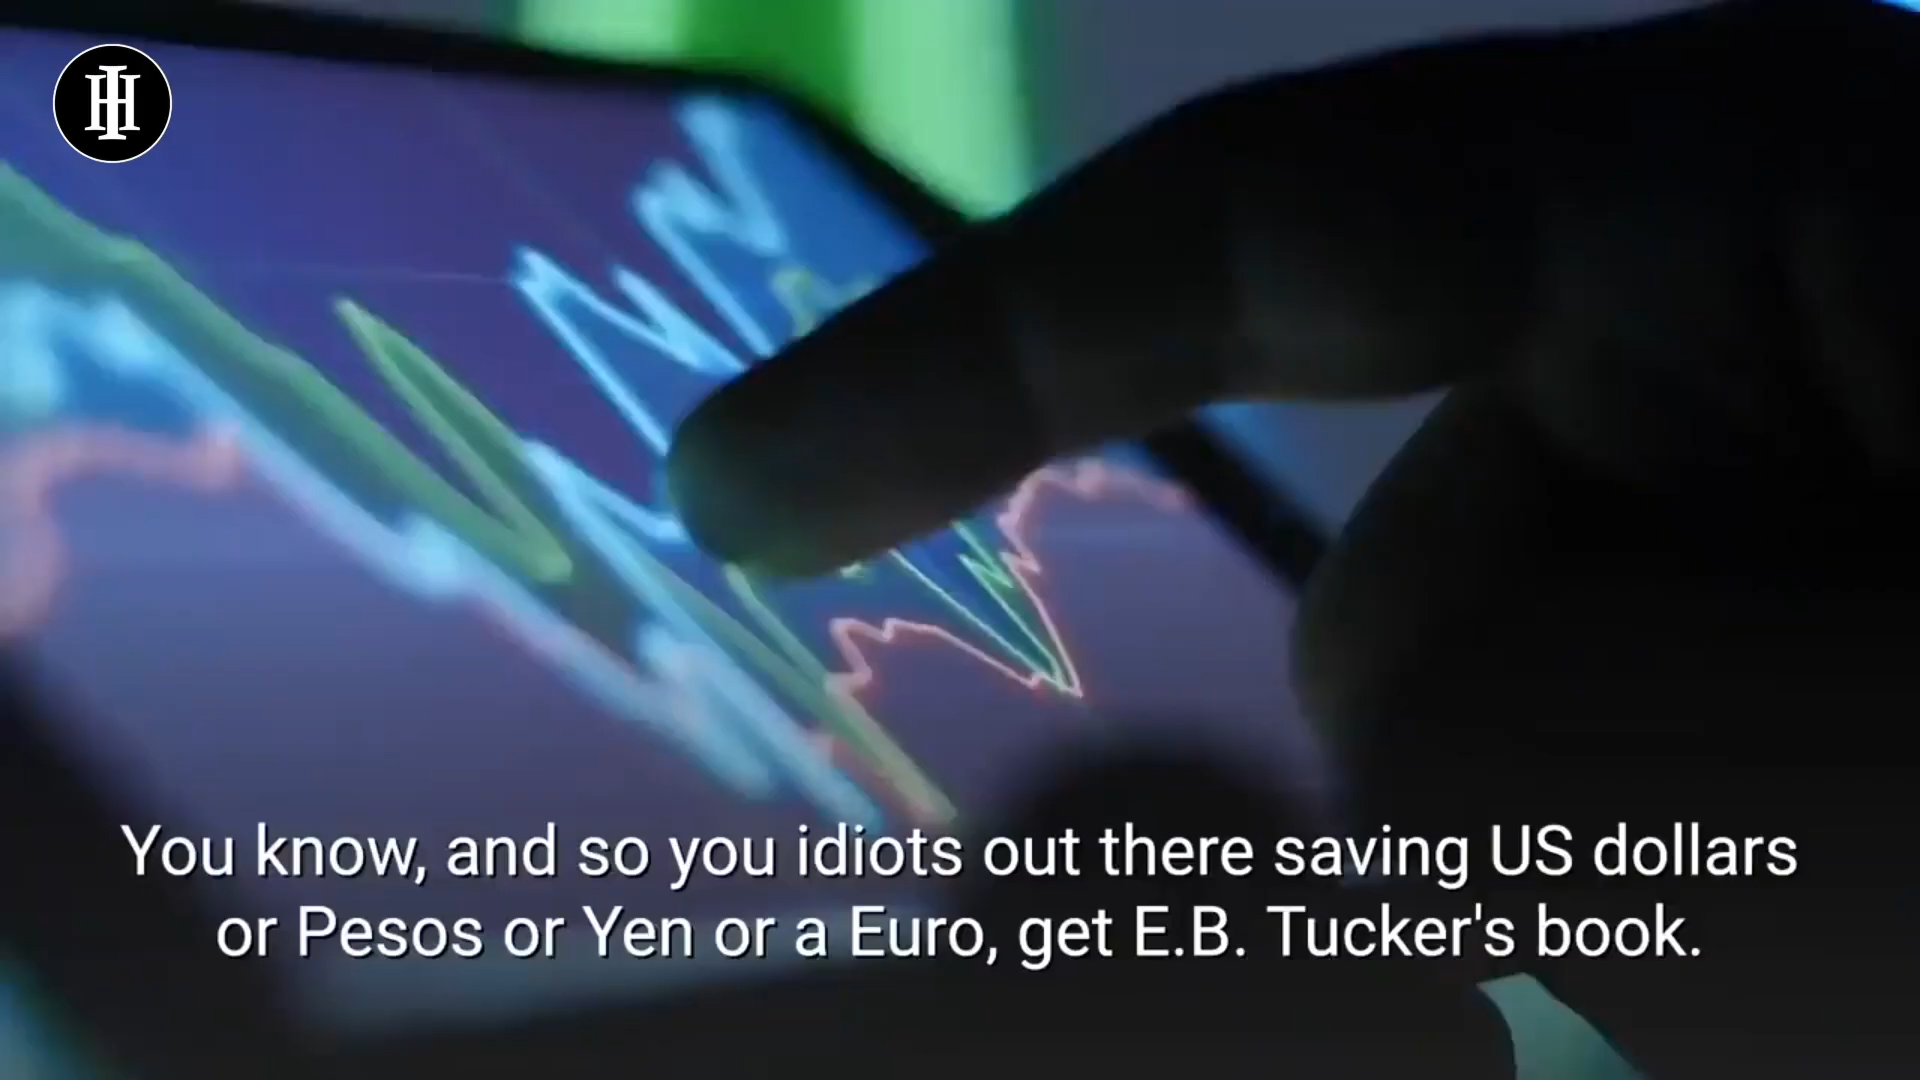 You know, and so you idiots out there saving US dollars
or Pesos or Yen or a Euro, get E.B. Tucker's book.